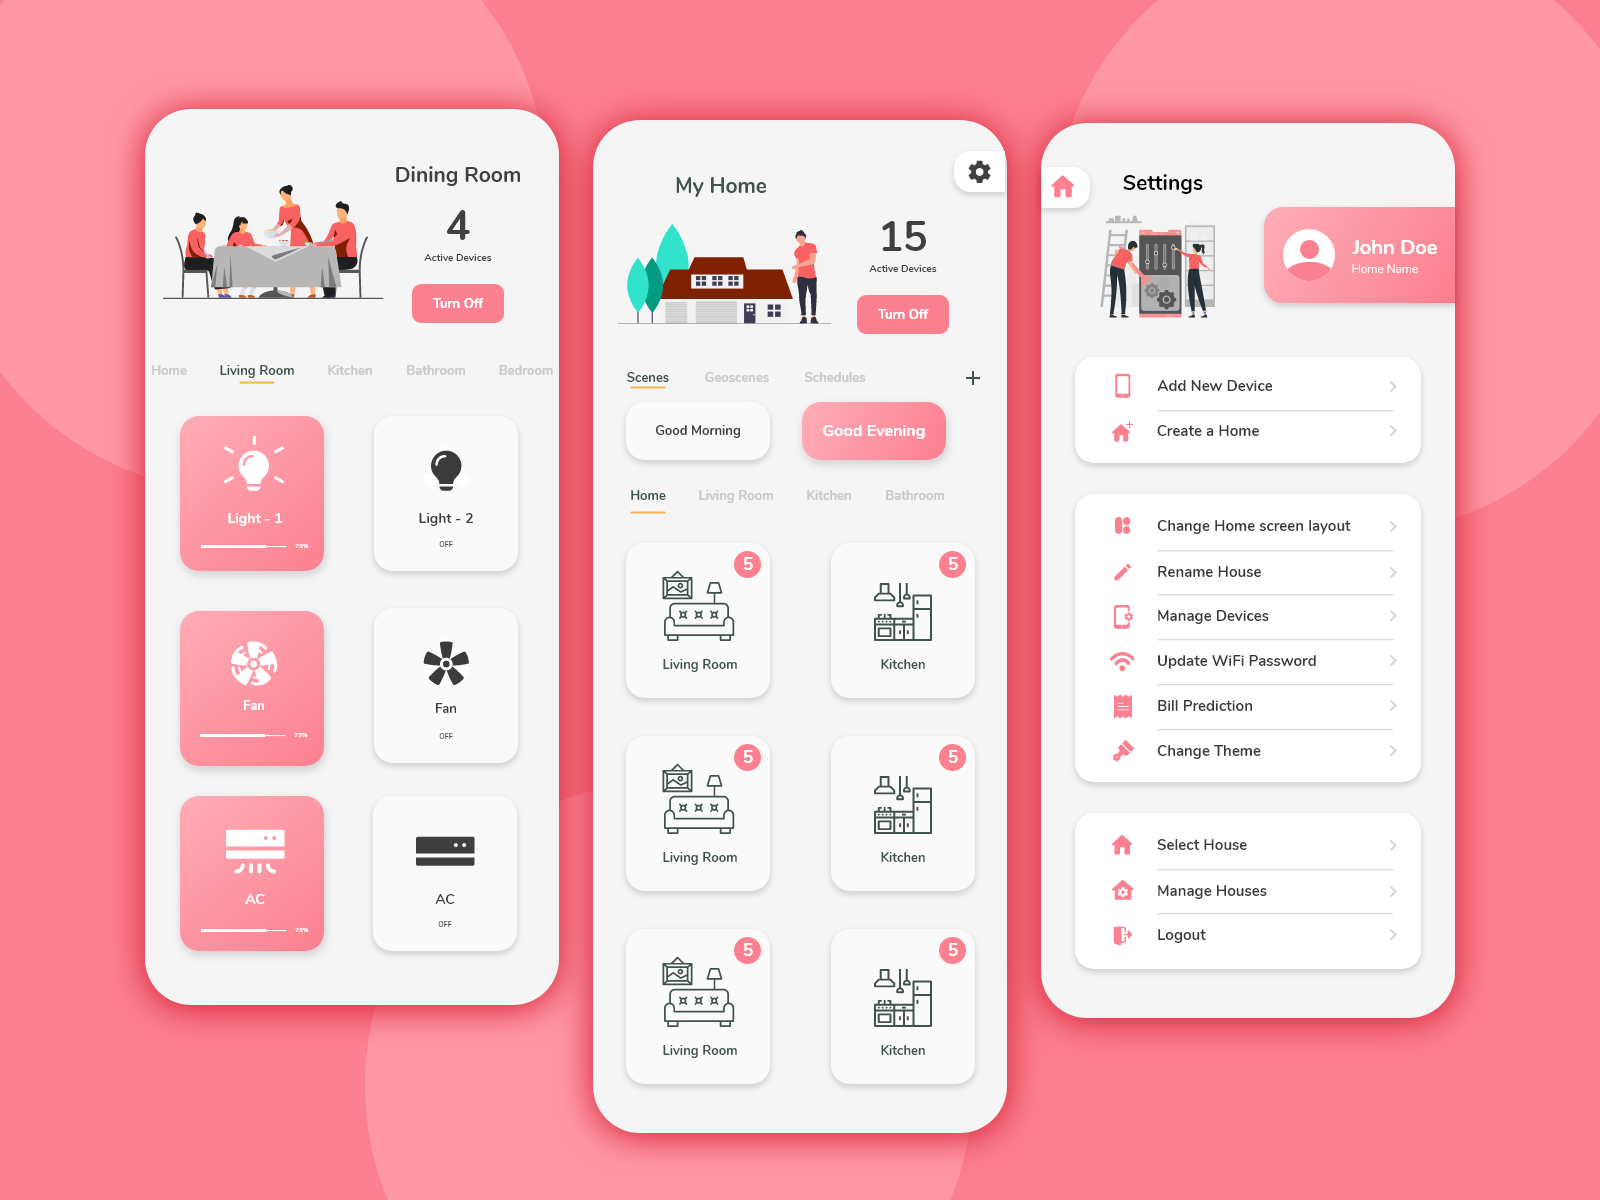 Dining Room
4
Active Devices
Turn Off
Home Living Room Kitchen Bathroom Bedroom
Light - 1
73%
Light - 2
OFF
Fan
73%
Fan
OFF
AC
73%
AC
OFF
My Home
15
Active Devices
Turn Off
Scenes Geoscenes Schedules +
Good Morning Good Evening
Home Living Room Kitchen Bathroom
5
Living Room
5
Kitchen
5
Living Room
5
Kitchen
5
Living Room
5
Kitchen
Settings
John Doe
Home Name
Add New Device
Create a Home
Change Home screen layout
Rename House
Manage Devices
Update WiFi Password
Bill Prediction
Change Theme
Select House
Manage Houses
Logout